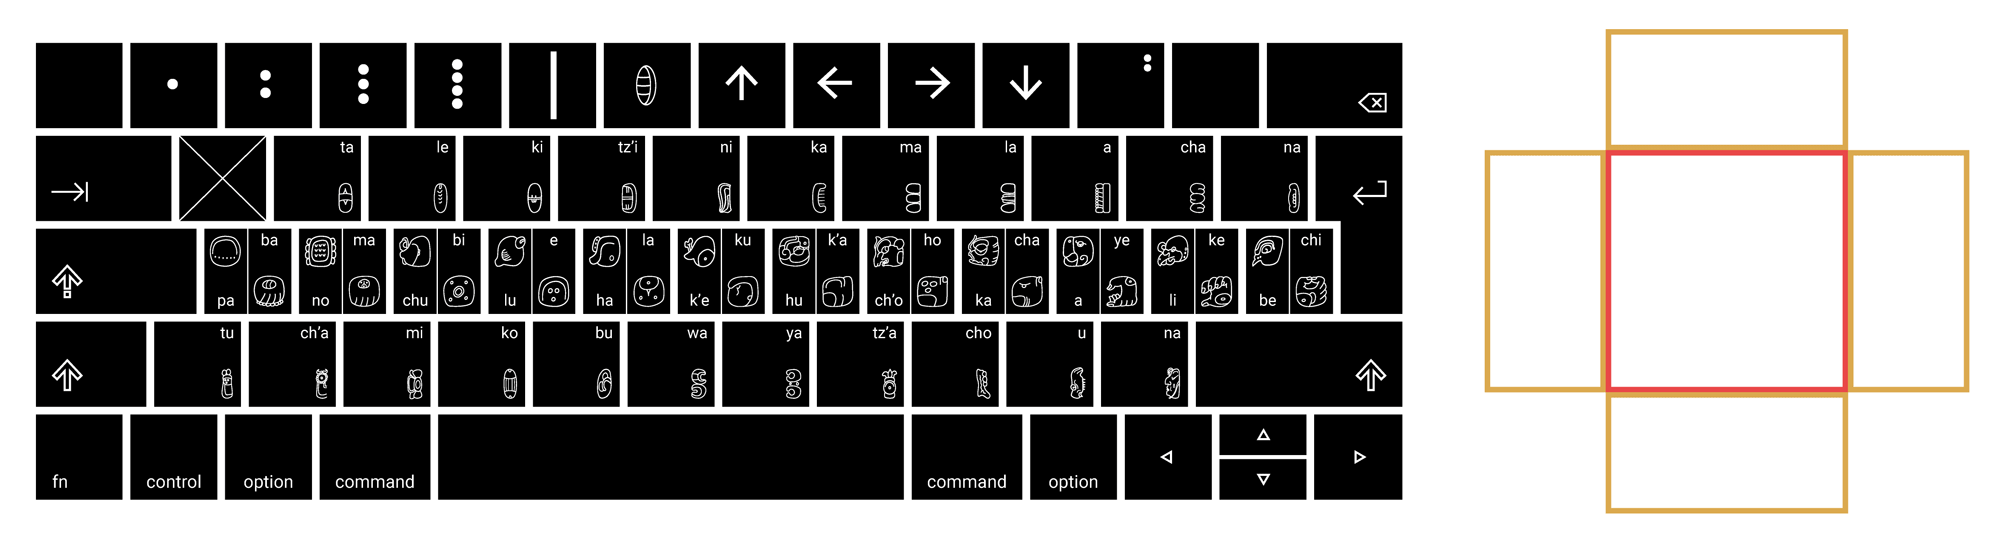 ta le ki tz'i ni ka ma la a cha na
ba ma bi e la ku k'a ho cha ye ke chi
pa no chu lu ha k'e hu ch'o ka a li be
tu ch'a mi ko bu wa ya tz'a cho u na
fn control option command command option